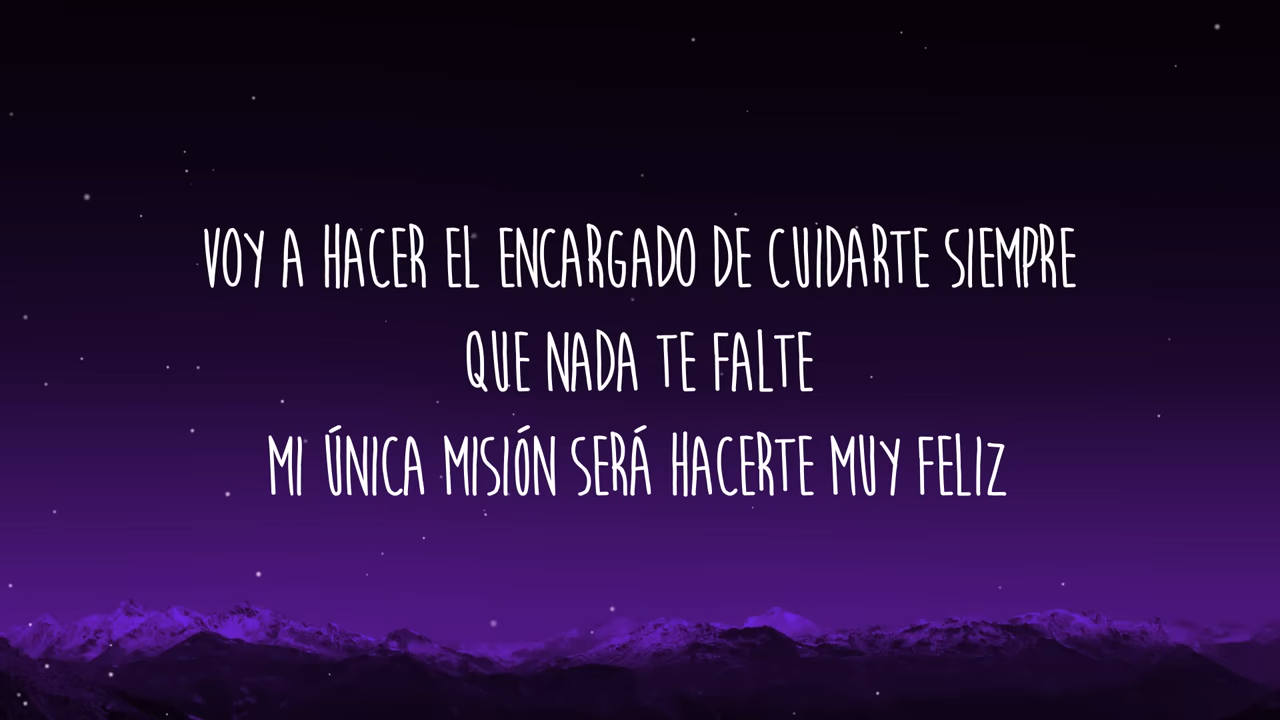 VOY A HACER EL ENCARGADO DE CUIDARTE SIEMPRE
QUE NADA TE FALTE
MI ÚNICA MISIÓN SERÁ HACERTE MUY FELIZ